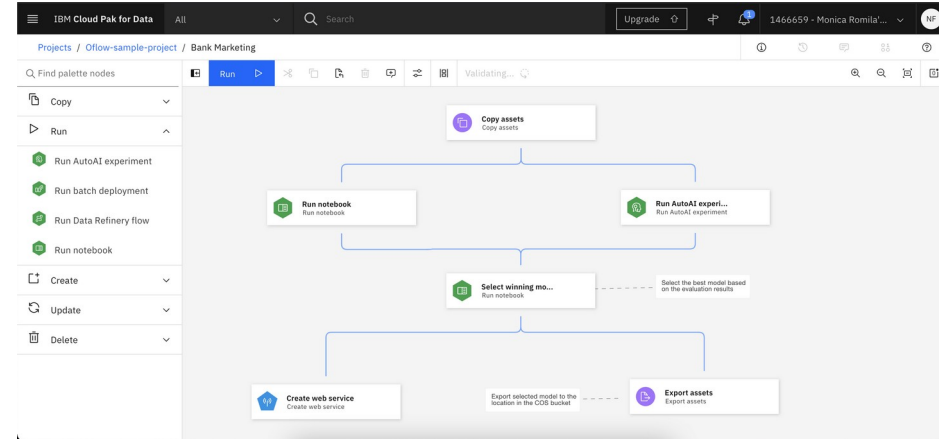 IBM Cloud Pak for Data
All
Search
Upgrade
1
1466659 - Monica Romila'...
NF
Projects / Oflow-sample-project / Bank Marketing
Find palette nodes
Run
Validating...
Copy
Run
Run AutoAI experiment
Run batch deployment
Run Data Refinery flow
Run notebook
Create
Update
Delete
Copy assets
Copy assets
Run notebook
Run notebook
Run AutoAI experi...
Run AutoAI experiment
Select winning mo...
Run notebook
Select the best model based
on the evaluation results
Create web service
Create web service
Export selected model to the
location in the COS bucket
Export assets
Export assets